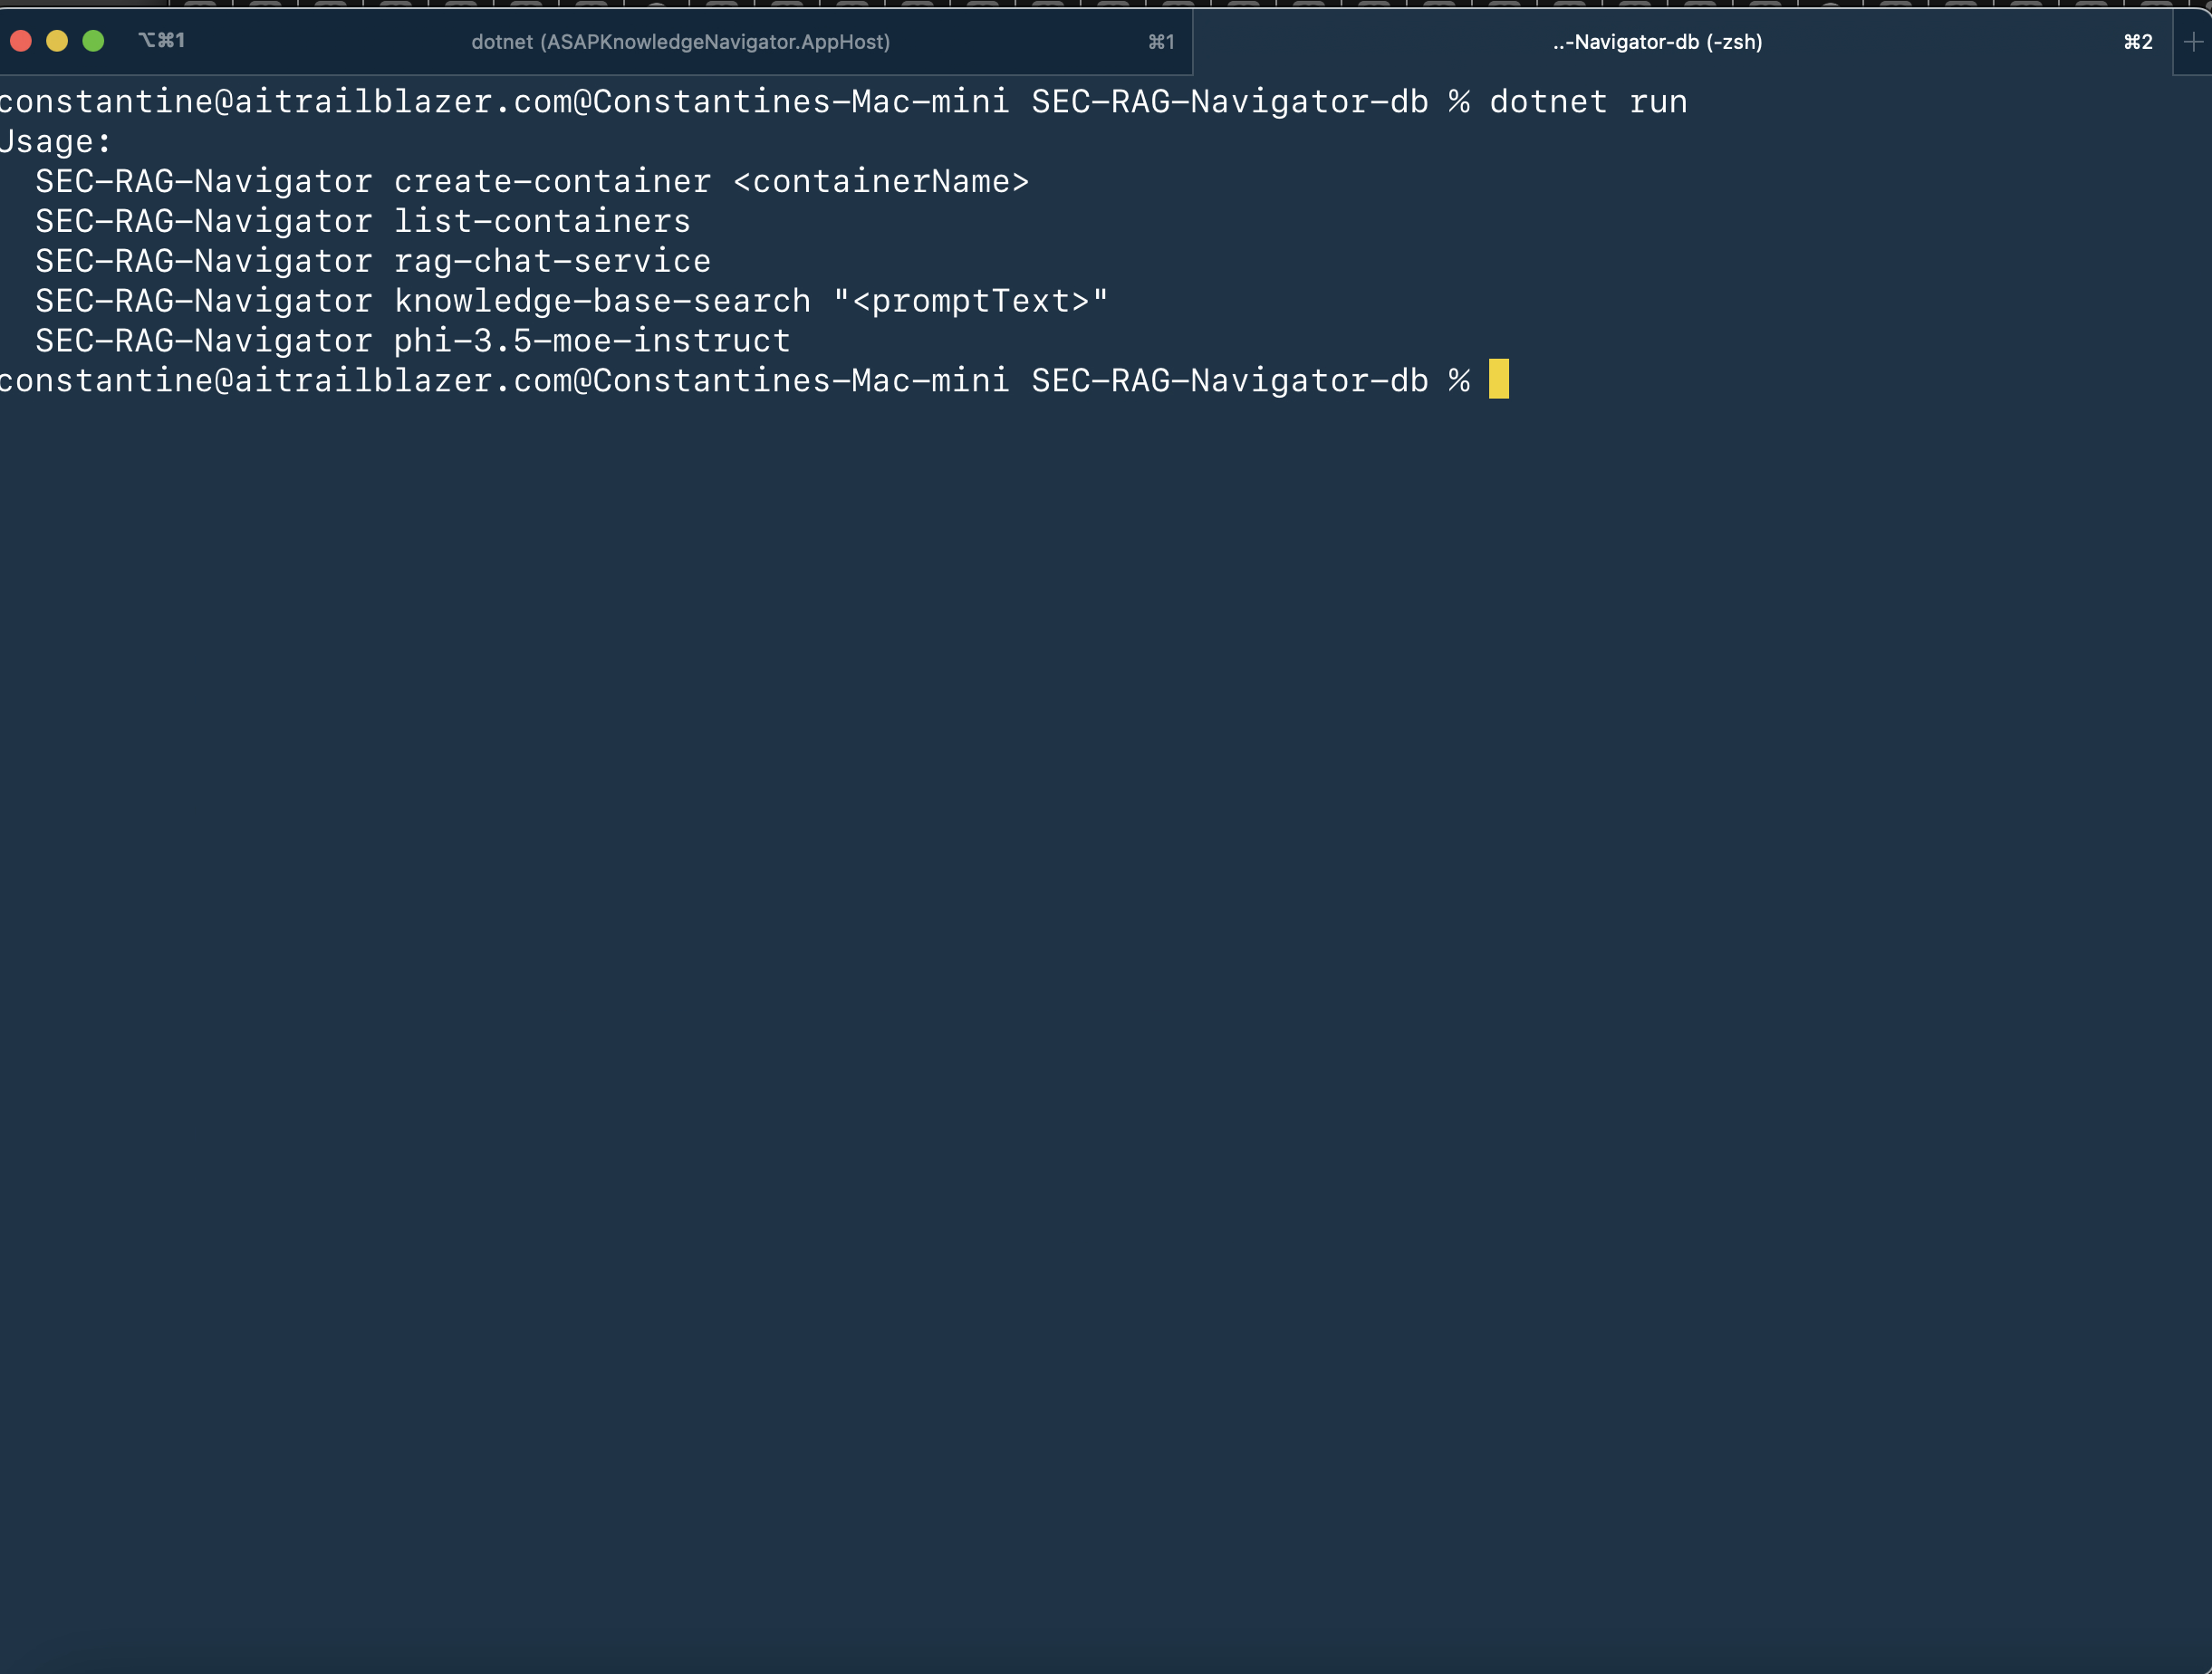 ⌥⌘1 dotnet (ASAPKnowledgeNavigator.AppHost) ⌘1 ..-Navigator-db (-zsh) ⌘2 +
constantine@aitrailblazer.com@Constantines-Mac-mini SEC-RAG-Navigator-db % dotnet run
Usage:
  SEC-RAG-Navigator create-container <containerName>
  SEC-RAG-Navigator list-containers
  SEC-RAG-Navigator rag-chat-service
  SEC-RAG-Navigator knowledge-base-search "<promptText>"
  SEC-RAG-Navigator phi-3.5-moe-instruct
constantine@aitrailblazer.com@Constantines-Mac-mini SEC-RAG-Navigator-db %